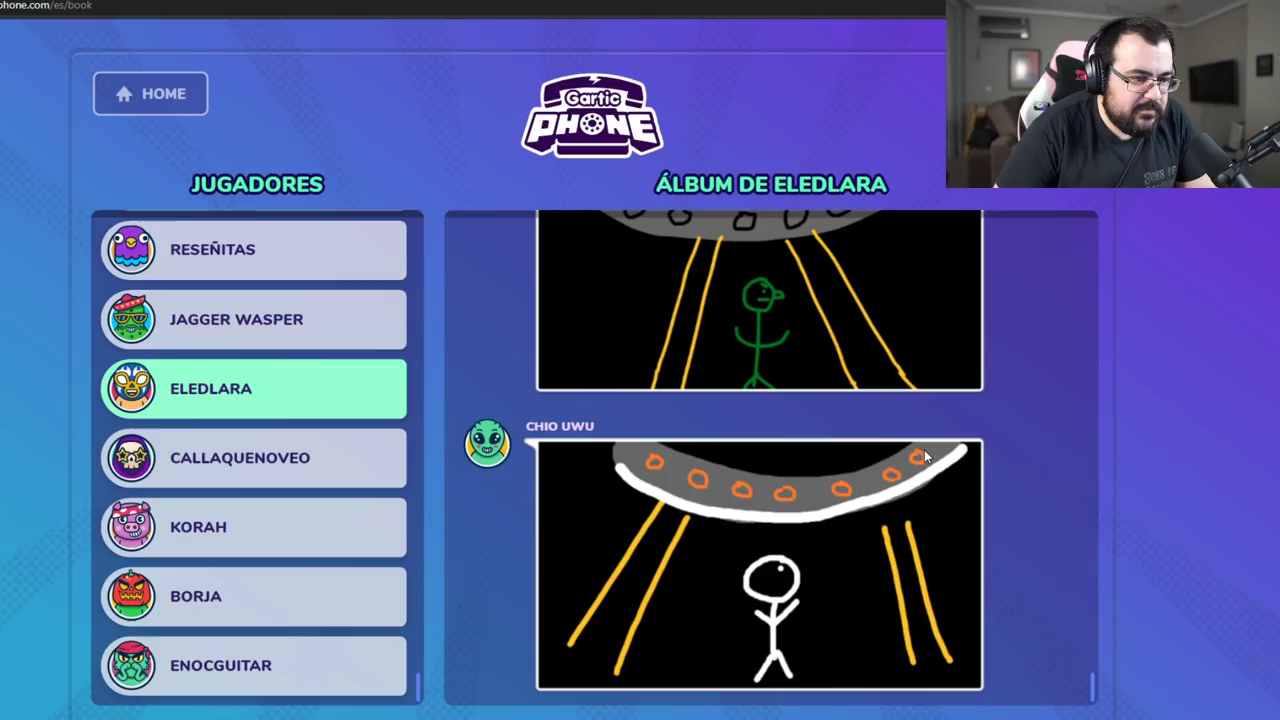 phone.com/es/book
HOME
Gartic
PHONE
JUGADORES
ÁLBUM DE ELEDLARA
RESEÑITAS
JAGGER WASPER
ELEDLARA
CALLAQUENOVEO
KORAH
BORJA
ENOCGUITAR
CHIO UWU